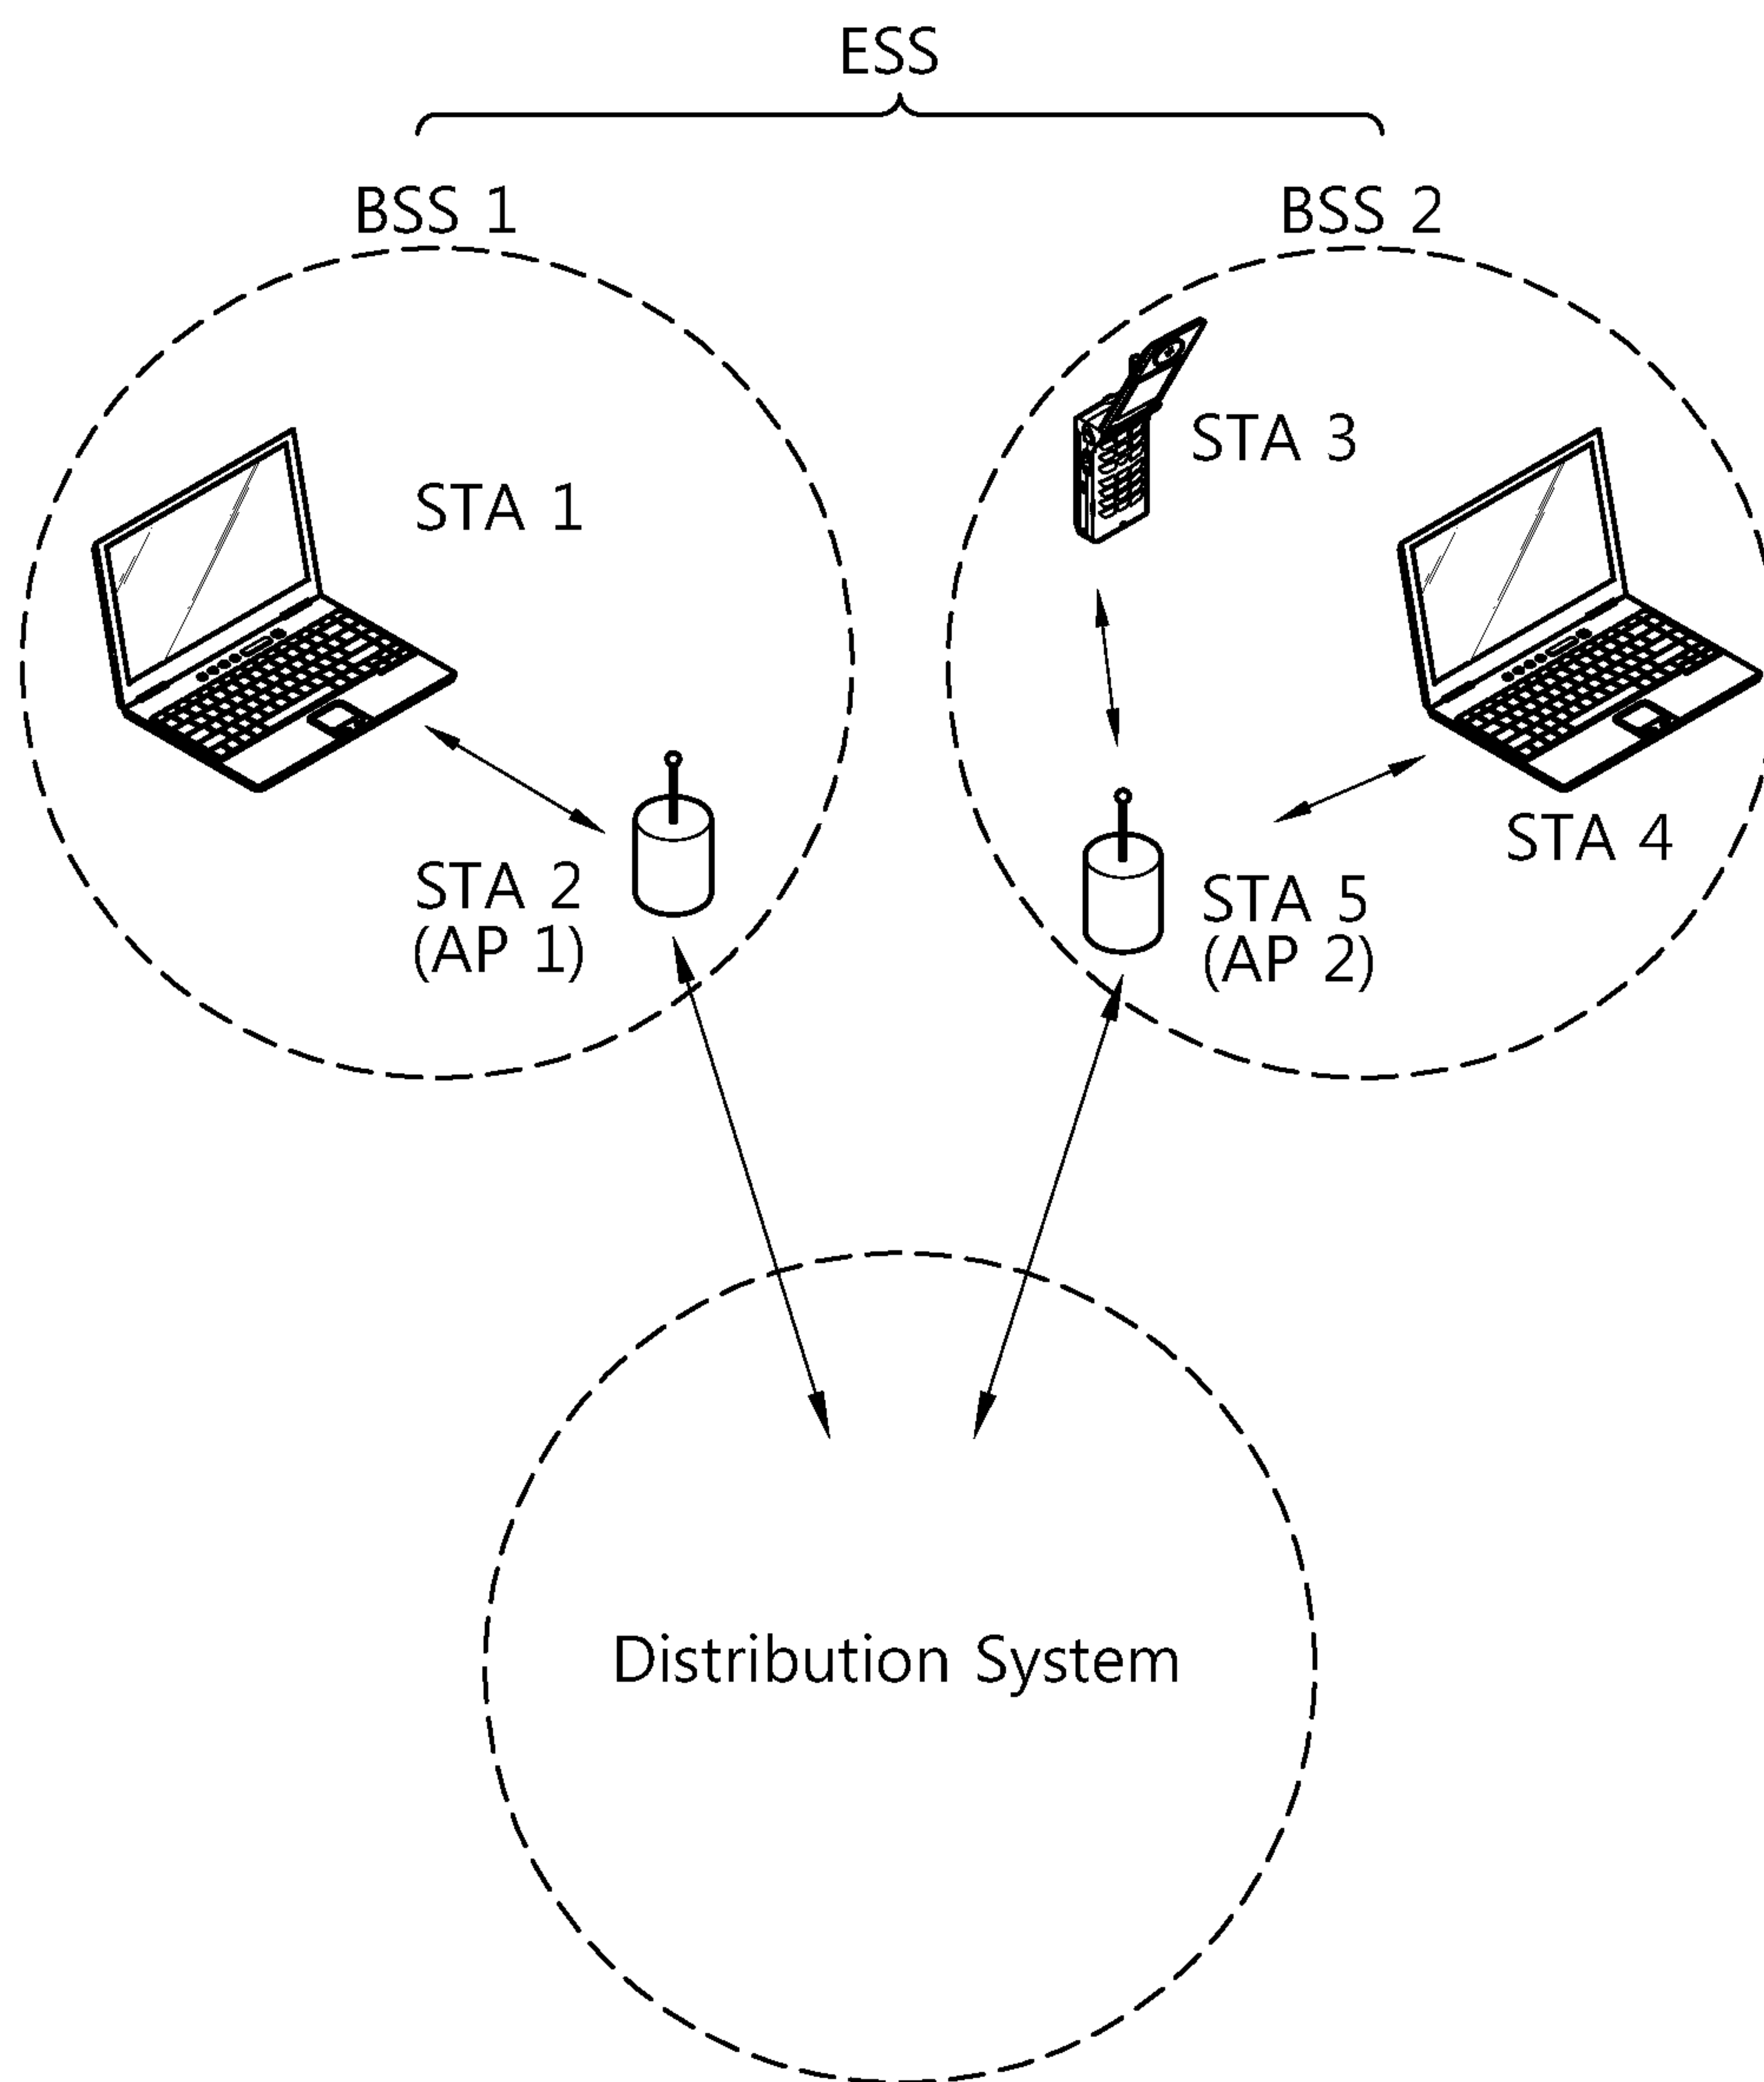 ESS
BSS 1
BSS 2
STA 1
STA 3
STA 4
STA 2
(AP 1)
STA 5
(AP 2)
Distribution System